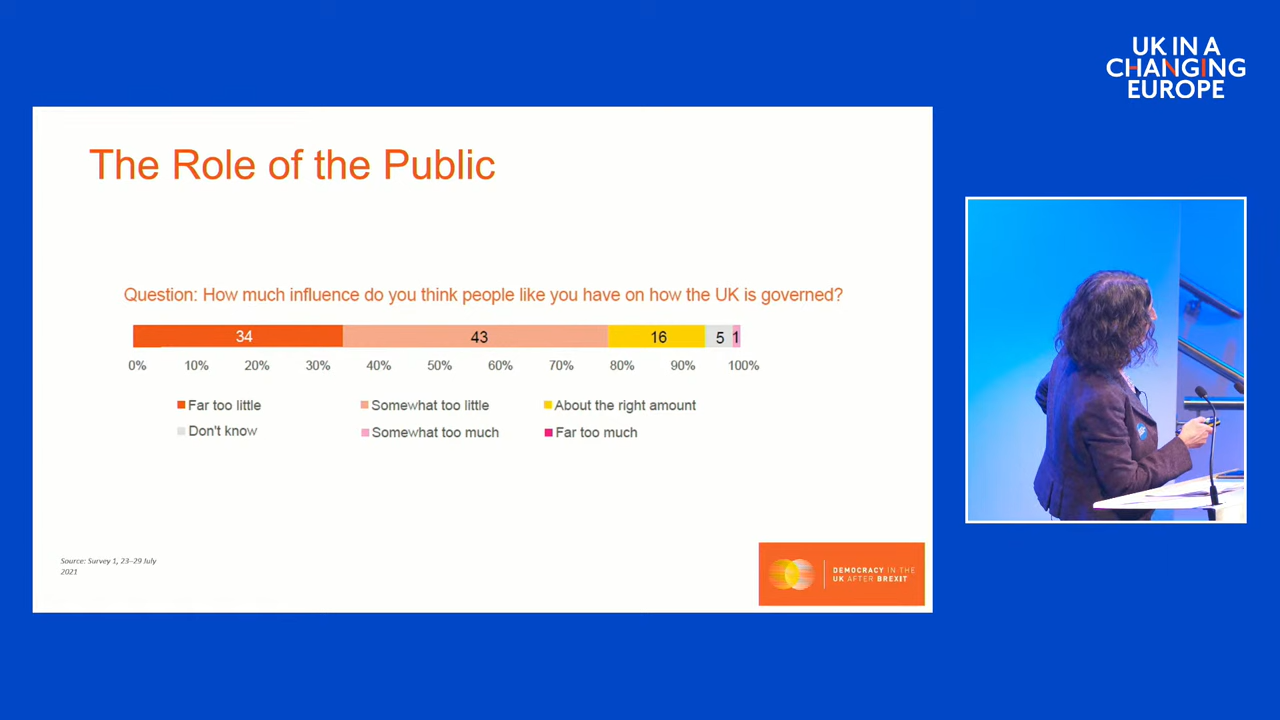 UK IN A
CHANGING
EUROPE
The Role of the Public
Question: How much influence do you think people like you have on how the UK is governed?
34 43 16 5 1
0% 10% 20% 30% 40% 50% 60% 70% 80% 90% 100%
Far too little Somewhat too little About the right amount
Don't know Somewhat too much Far too much
Source: Survey 1, 23–29 July
2021
DEMOCRACY IN THE
UK AFTER BREXIT